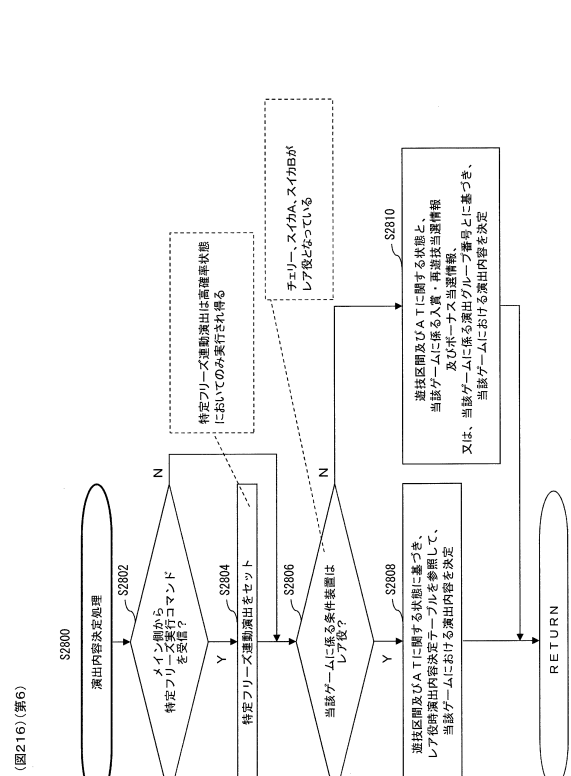 (図216)(第6)
S2800
演出内容決定処理
S2802
メイン側から
特定フリーズ実行コマンド
を受信?
N
Y
S2804
特定フリーズ連動演出をセット
特定フリーズ連動演出は高確率状態
においてのみ実行され得る
S2806
当該ゲームに係る条件装置は
レア役?
N
Y
チェリー、スイカA、スイカBが
レア役となっている
S2808
遊技区間及びATに関する状態に基づき、
レア役時演出内容決定テーブルを参照して、
当該ゲームにおける演出内容を決定
S2810
遊技区間及びATに関する状態と、
当該ゲームに係る入賞・再遊技当選情報
及びボーナス当選情報、
又は、当該ゲームに係る演出グループ番号とに基づき、
当該ゲームにおける演出内容を決定
RETURN